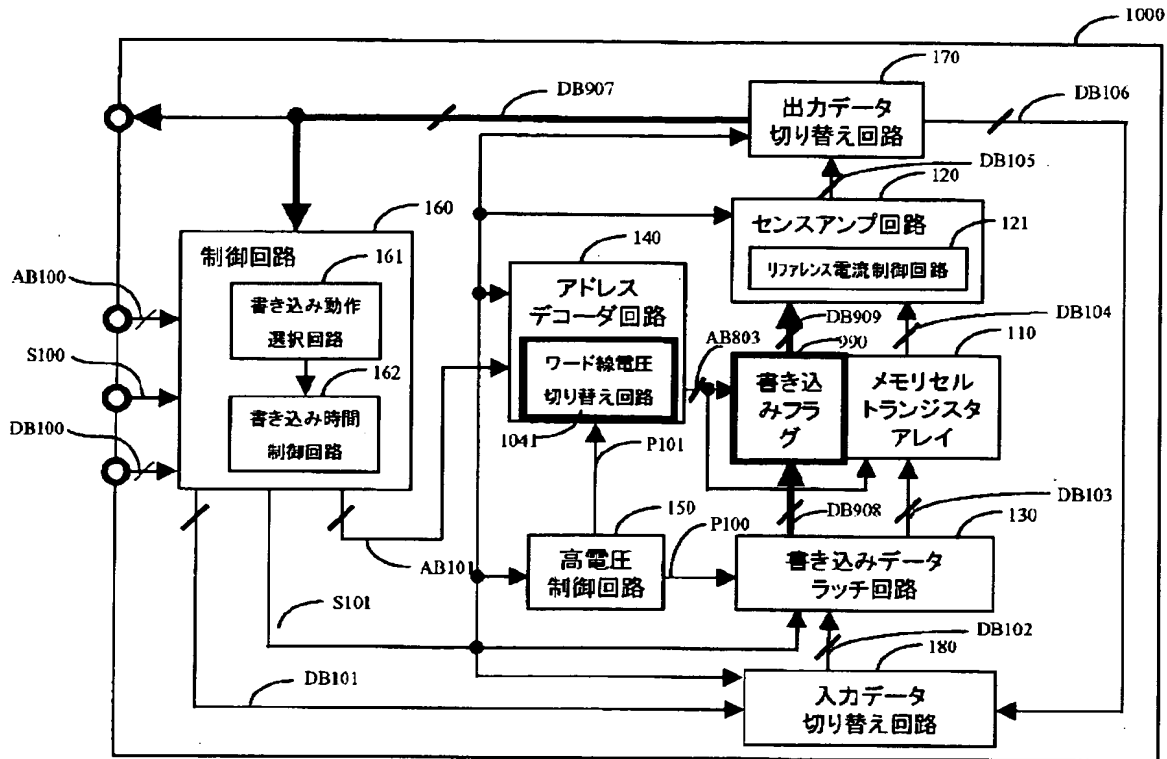 1000
170
DB907
出力データ
切り替え回路
DB106
DB105
120
160
センスアンプ回路
121
リファレンス電流制御回路
制御回路
161
140
AB100
書き込み動作
選択回路
アドレス
デコーダ回路
DB909
DB104
990
110
AB803
S100
162
ワード線電圧
切り替え回路
書き込
みフラ
グ
メモリセル
トランジスタ
アレイ
書き込み時間
制御回路
DB100
1041
P101
DB103
150
P100
DB908
130
AB101
高電圧
制御回路
書き込みデータ
ラッチ回路
S101
DB102
180
DB101
入力データ
切り替え回路